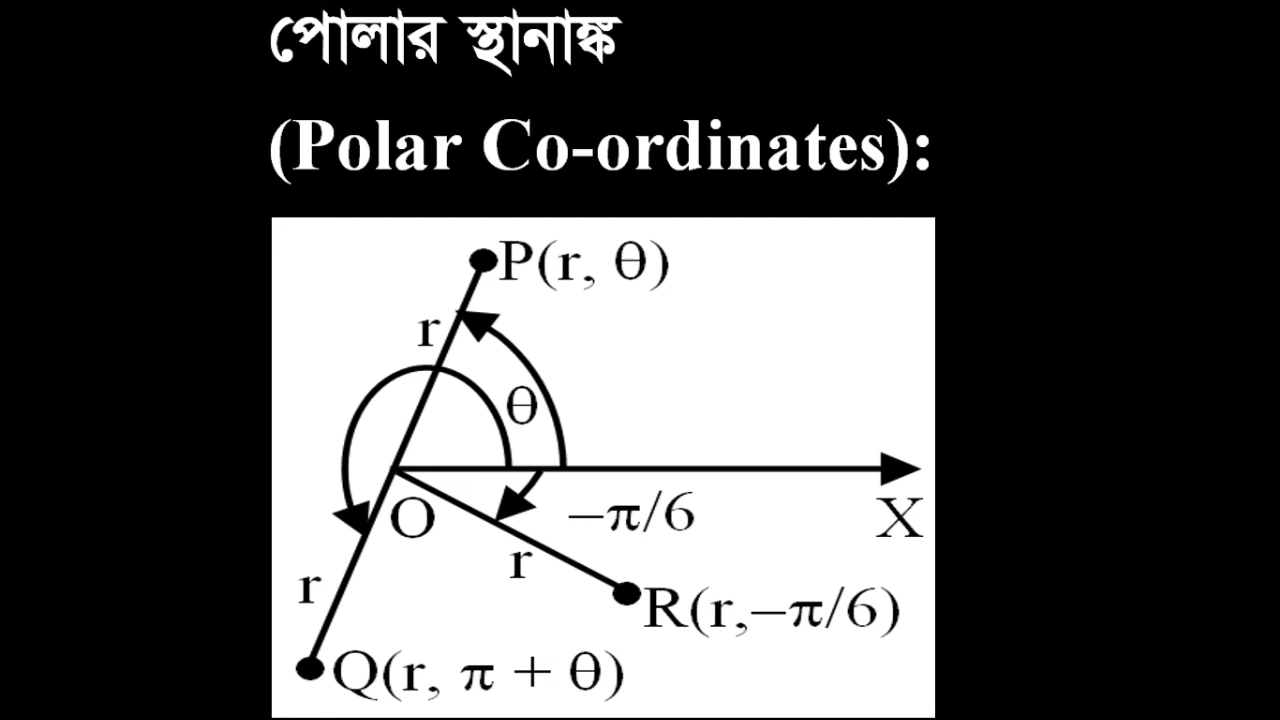 পোলার স্থানাঙ্ক
(Polar Co-ordinates):
P(r, θ)
r
θ
O
–π/6
X
r
r
R(r,–π/6)
Q(r, π + θ)